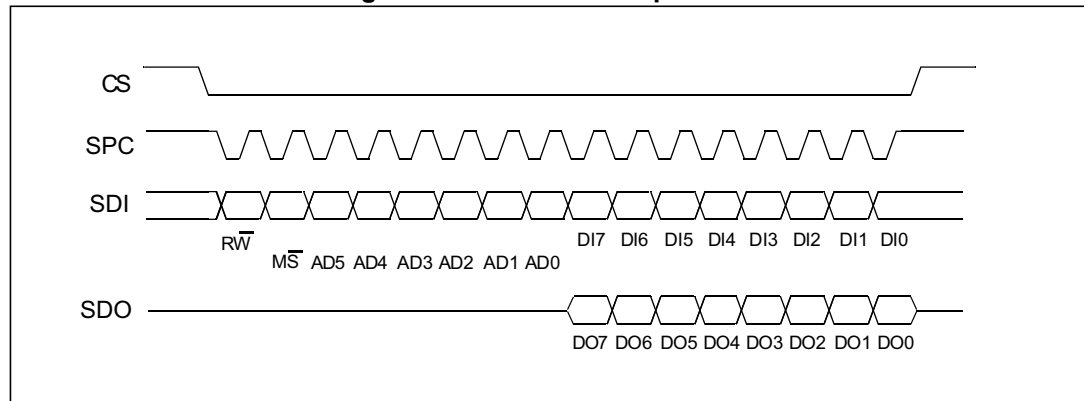 CS
SPC
SDI
RW̅ DI7 DI6 DI5 DI4 DI3 DI2 DI1 DI0
MS̅ AD5 AD4 AD3 AD2 AD1 AD0
SDO
DO7 DO6 DO5 DO4 DO3 DO2 DO1 DO0